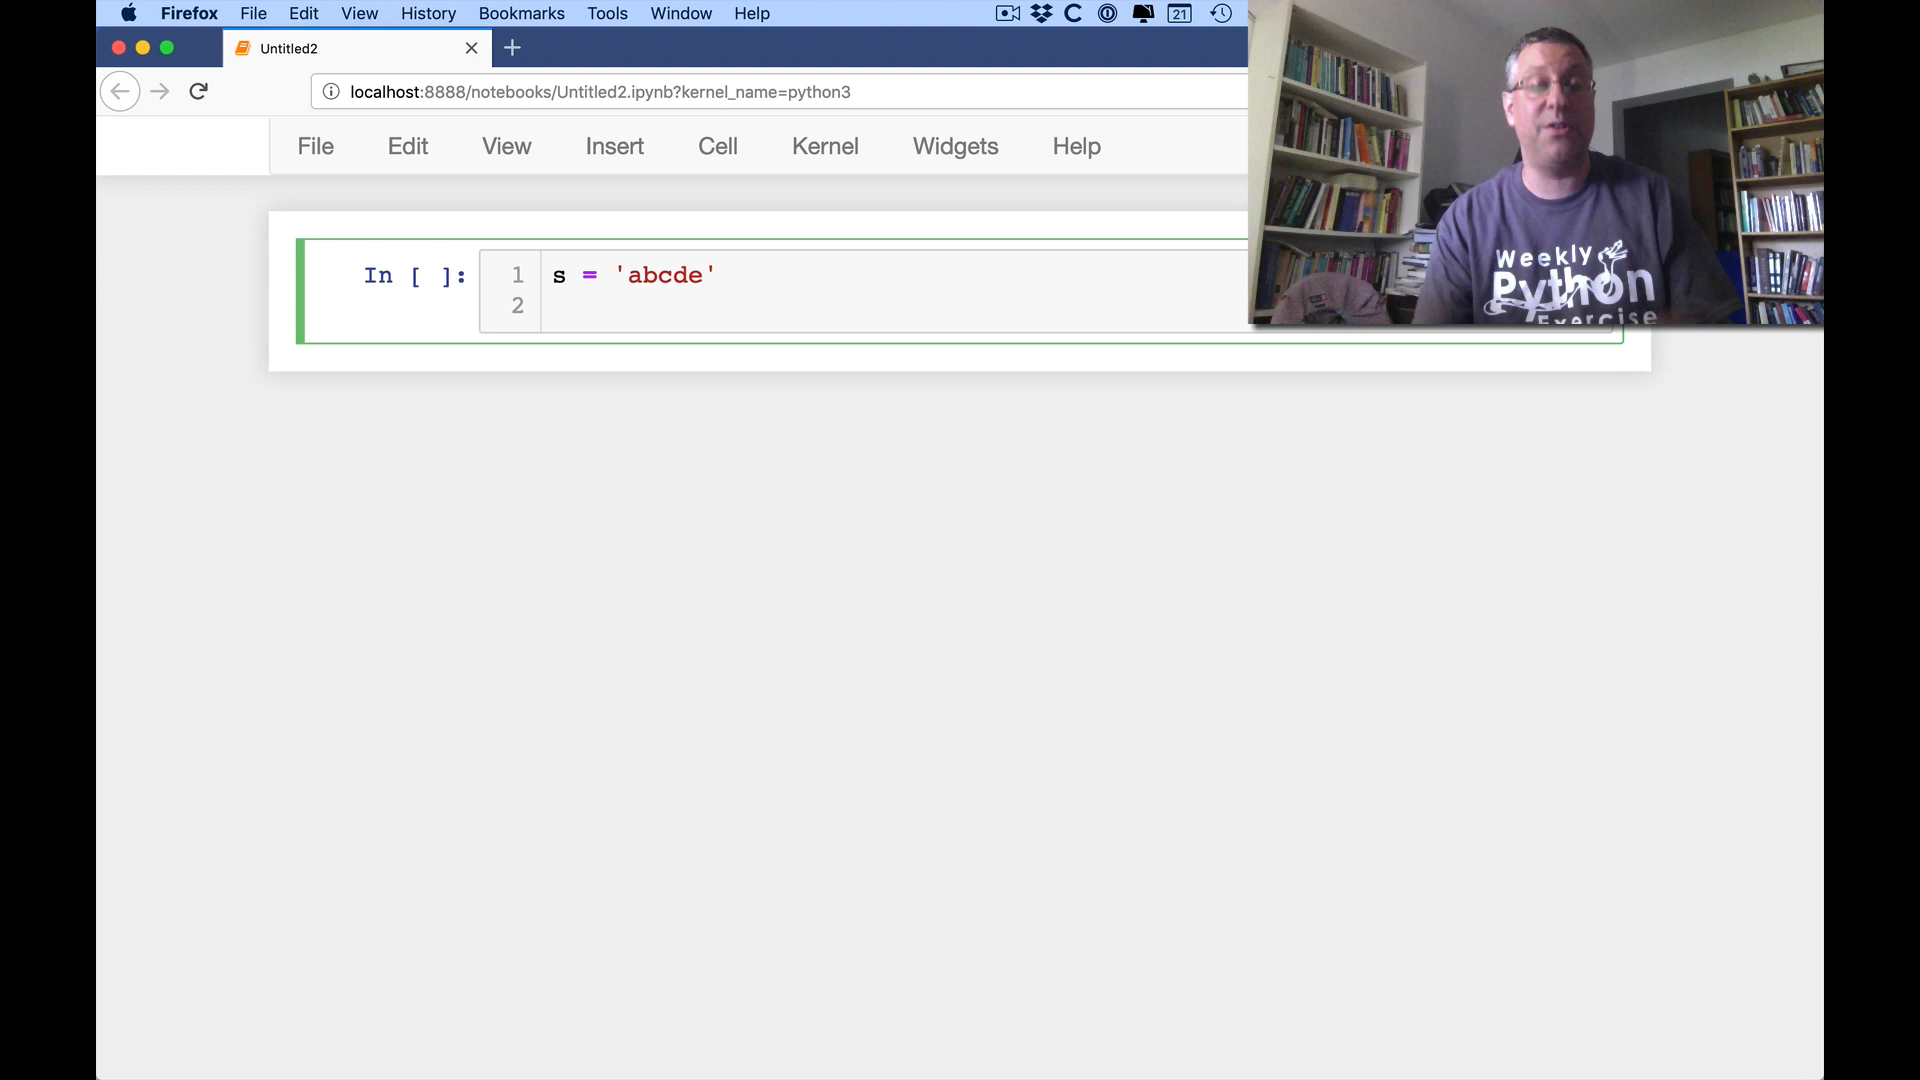 Firefox File Edit View History Bookmarks Tools Window Help 21
Untitled2
localhost:8888/notebooks/Untitled2.ipynb?kernel_name=python3
File Edit View Insert Cell Kernel Widgets Help
In [ ]: 1 s = 'abcde'
2
Weekly
Python
Exercise